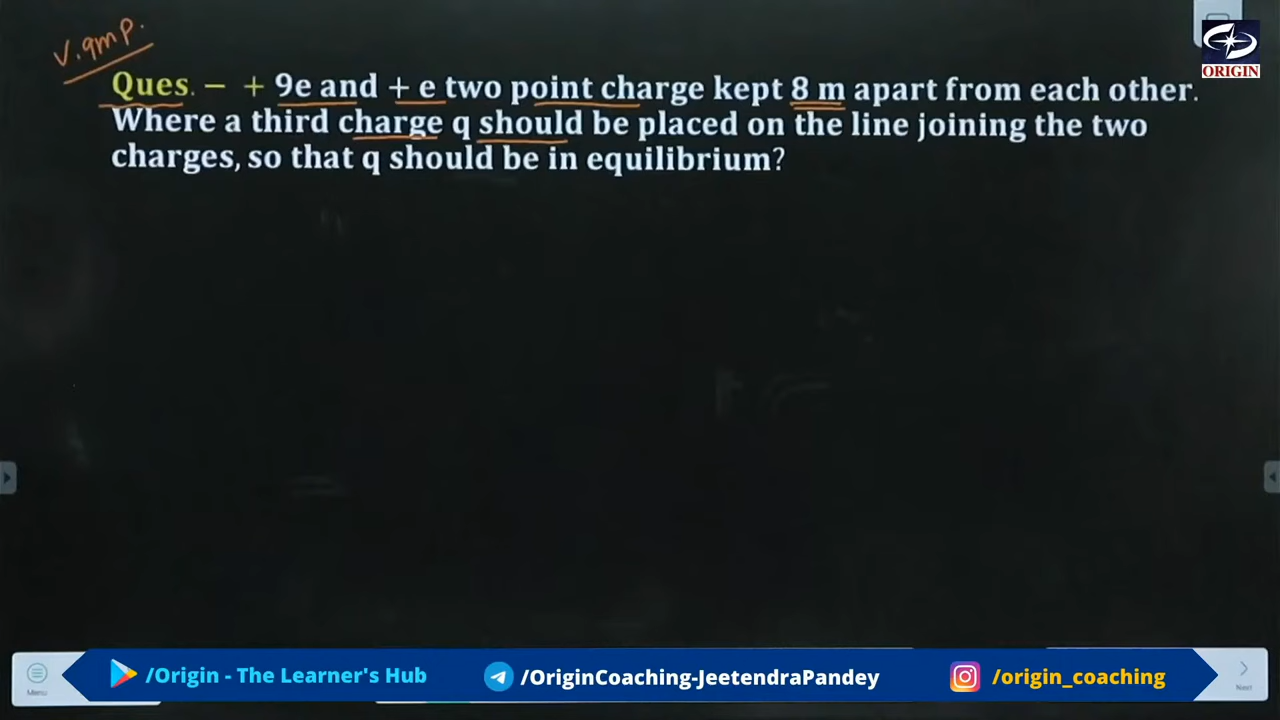 V. Imp.
ORIGIN
Ques. – + 9e and + e two point charge kept 8 m apart from each other.
Where a third charge q should be placed on the line joining the two
charges, so that q should be in equilibrium?
Menu
/Origin - The Learner's Hub
/OriginCoaching-JeetendraPandey
/origin_coaching
Next